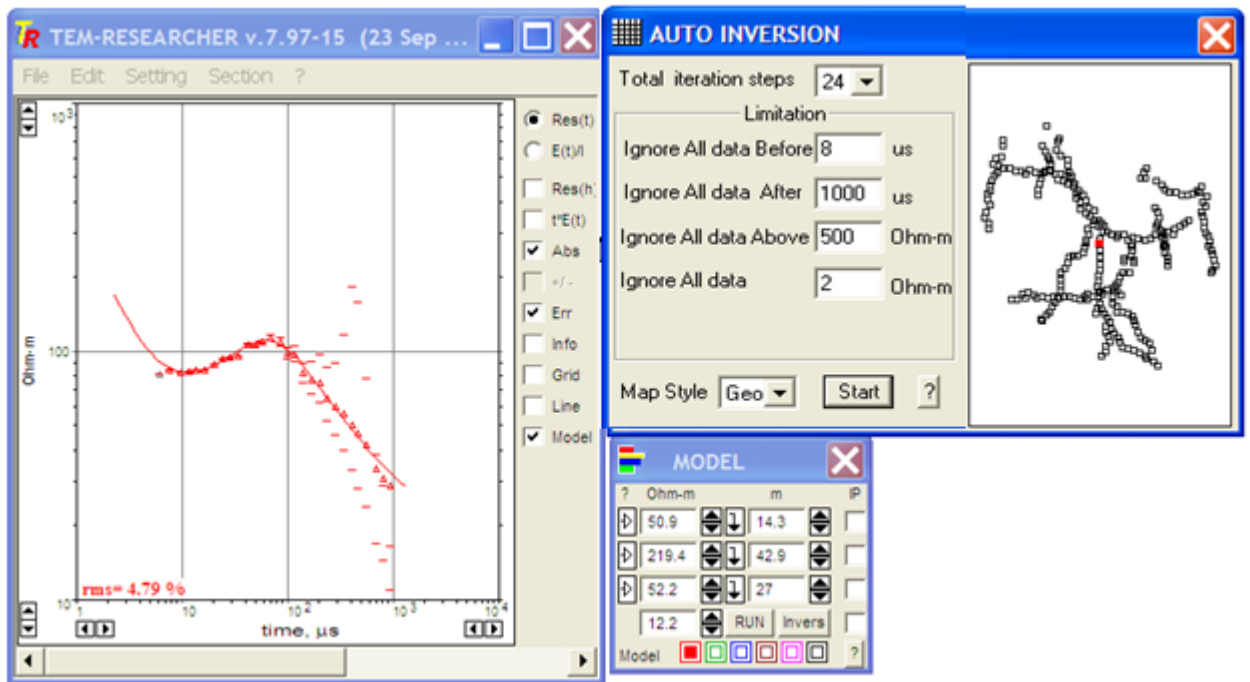 TR TEM-RESEARCHER v.7.97-15 (23 Sep ...
File Edit Setting Section ?
10³
100
10¹
Ohm-m
1 10 10² 10³ 10⁴
time, µs
rms= 4.79 %
Res(t)
E(t)/I
Res(h)
t*E(t)
Abs
+/-
Err
Info
Grid
Line
Model
AUTO INVERSION
Total iteration steps 24
Limitation
Ignore All data Before 8 us
Ignore All data After 1000 us
Ignore All data Above 500 Ohm-m
Ignore All data 2 Ohm-m
Map Style Geo Start ?
MODEL
? Ohm-m m IP
50.9 14.3
219.4 42.9
52.2 27
12.2 RUN Invers
Model ?